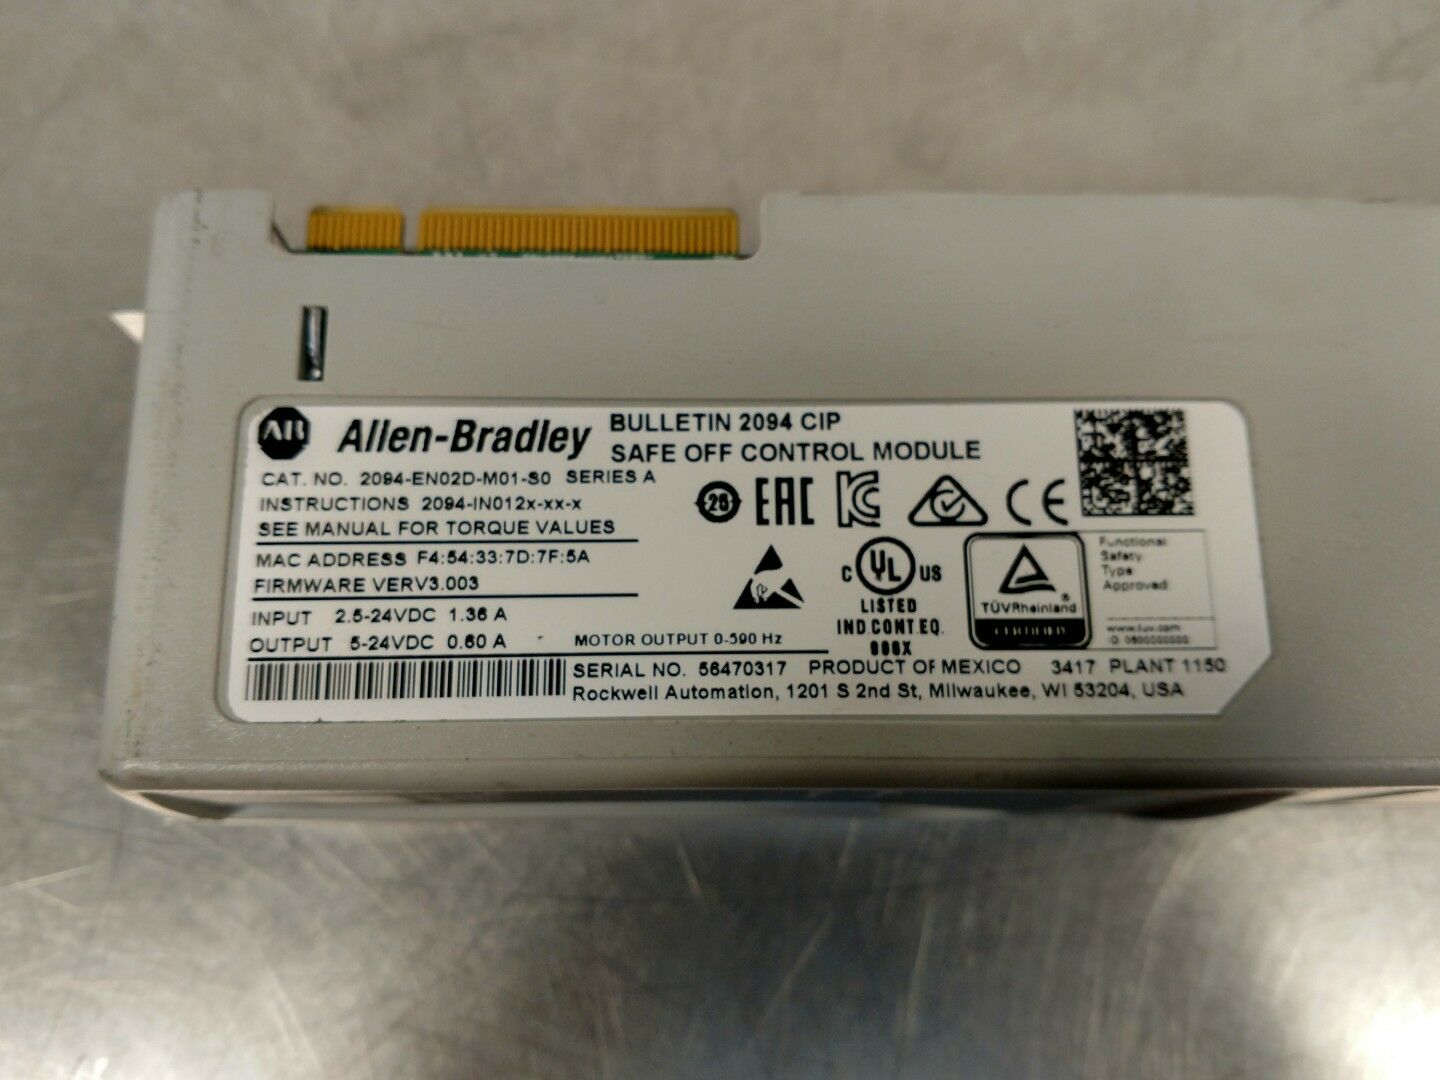 AB Allen-Bradley
BULLETIN 2094 CIP
SAFE OFF CONTROL MODULE
CAT. NO. 2094-EN02D-M01-S0 SERIES A
INSTRUCTIONS 2094-IN012x-xx-x
SEE MANUAL FOR TORQUE VALUES
MAC ADDRESS F4:54:33:7D:7F:5A
FIRMWARE VERV3.003
INPUT 2.5-24VDC 1.36 A
OUTPUT 5-24VDC 0.60 A
MOTOR OUTPUT 0-590 Hz
EAC
CE
C UL US
LISTED
IND.CONT.EQ.
TÜVRheinland®
CERTIFIED
Functional
Safety
Type
Approved
www.tuv.com
SERIAL NO. 56470317 PRODUCT OF MEXICO 3417 PLANT 1150
Rockwell Automation, 1201 S 2nd St, Milwaukee, WI 53204, USA